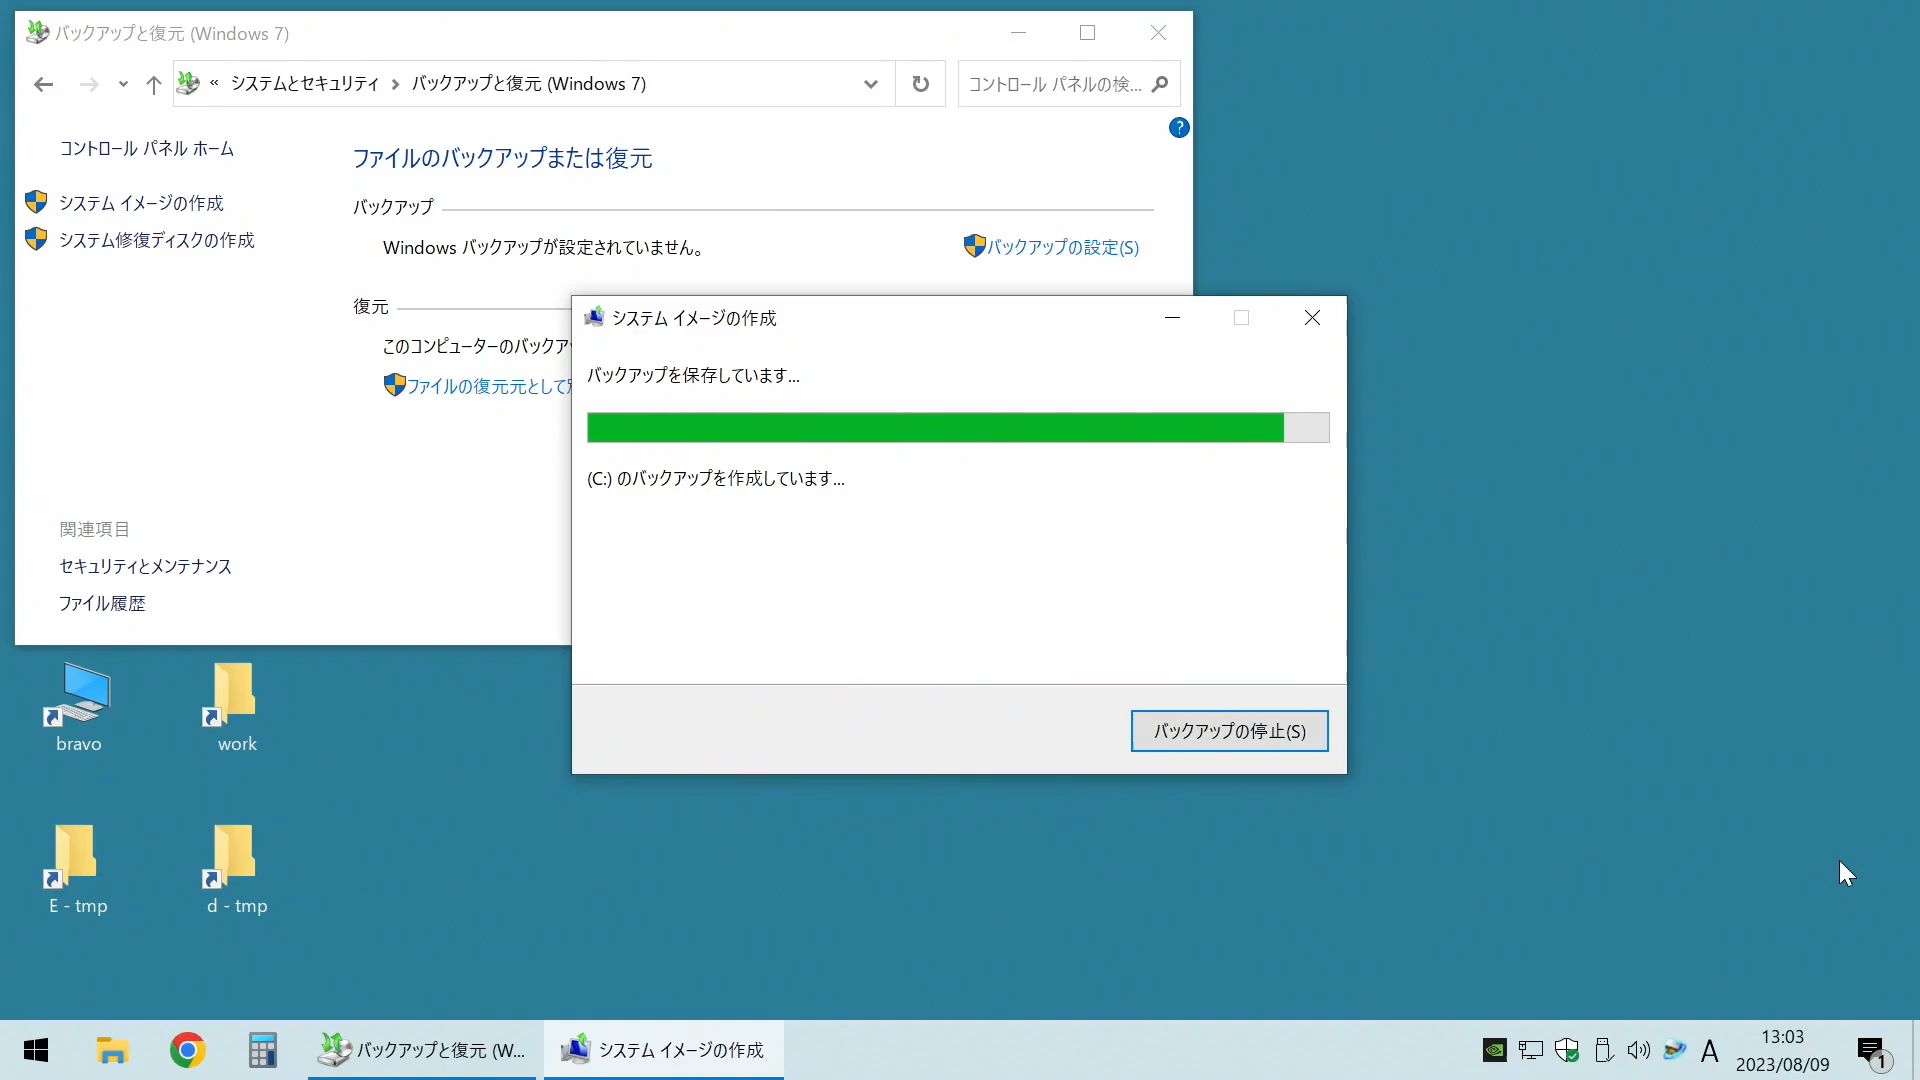 バックアップと復元 (Windows 7)
« システムとセキュリティ › バックアップと復元 (Windows 7)
コントロール パネルの検...
?
コントロール パネル ホーム
システム イメージの作成
システム修復ディスクの作成
ファイルのバックアップまたは復元
バックアップ
Windows バックアップが設定されていません。
バックアップの設定(S)
復元
このコンピューターのバックア
ファイルの復元元として
関連項目
セキュリティとメンテナンス
ファイル履歴
システム イメージの作成
バックアップを保存しています...
(C:) のバックアップを作成しています...
バックアップの停止(S)
bravo
work
E - tmp
d - tmp
バックアップと復元 (W...
システム イメージの作成
A
13:03
2023/08/09
1